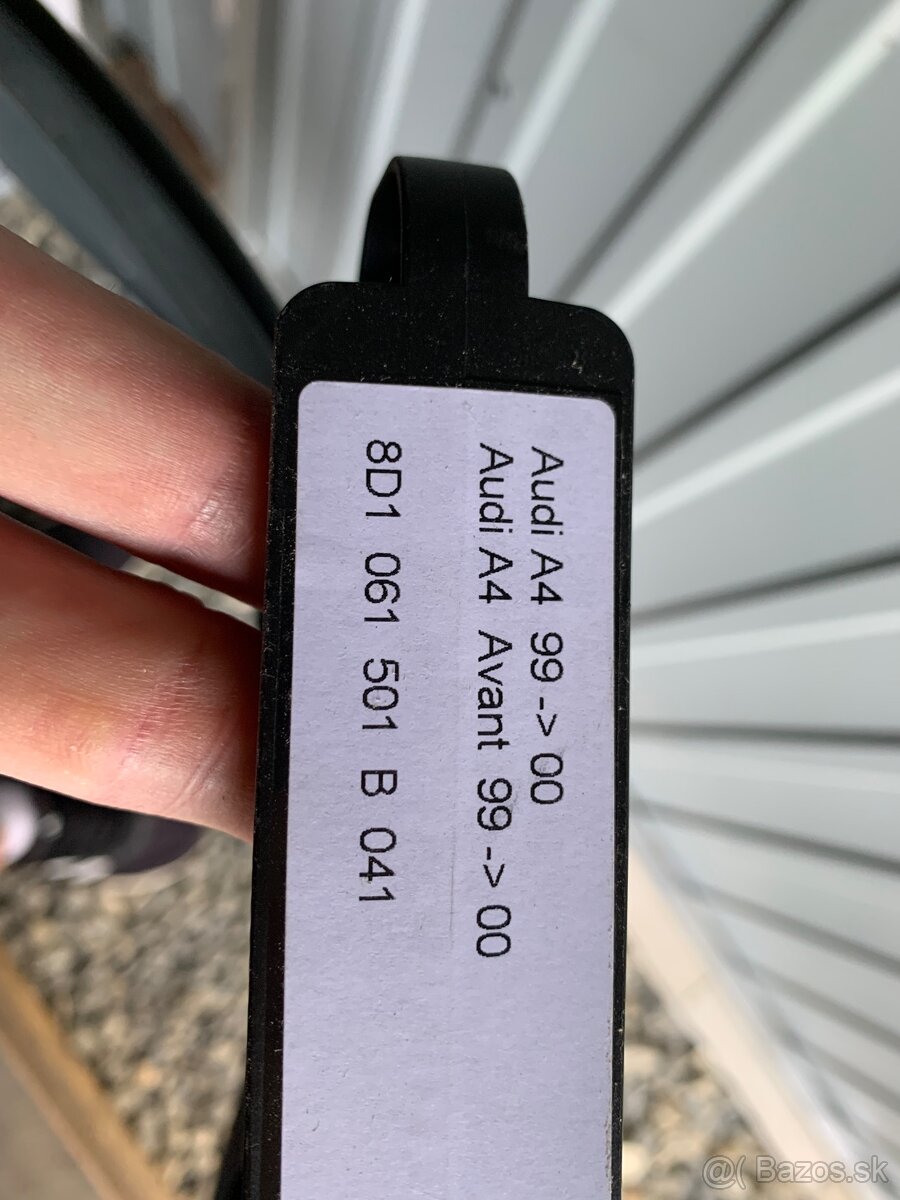 Audi A4 99 -> 00
Audi A4 Avant 99 -> 00
8D1 061 501 B 041
@( Bazos.sk